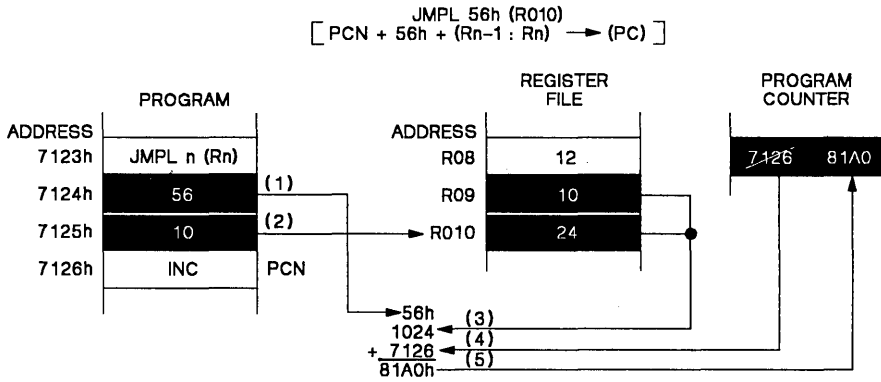 JMPL 56h (R010)
[ PCN + 56h + (Rn-1 : Rn) → (PC) ]
PROGRAM
REGISTER
FILE
PROGRAM
COUNTER
ADDRESS
ADDRESS
7123h JMPL n (Rn) R08 12 7126 81A0
7124h 56 (1) R09 10
7125h 10 (2) R010 24
7126h INC PCN
56h
1024 (3)
+ 7126 (4)
81A0h (5)